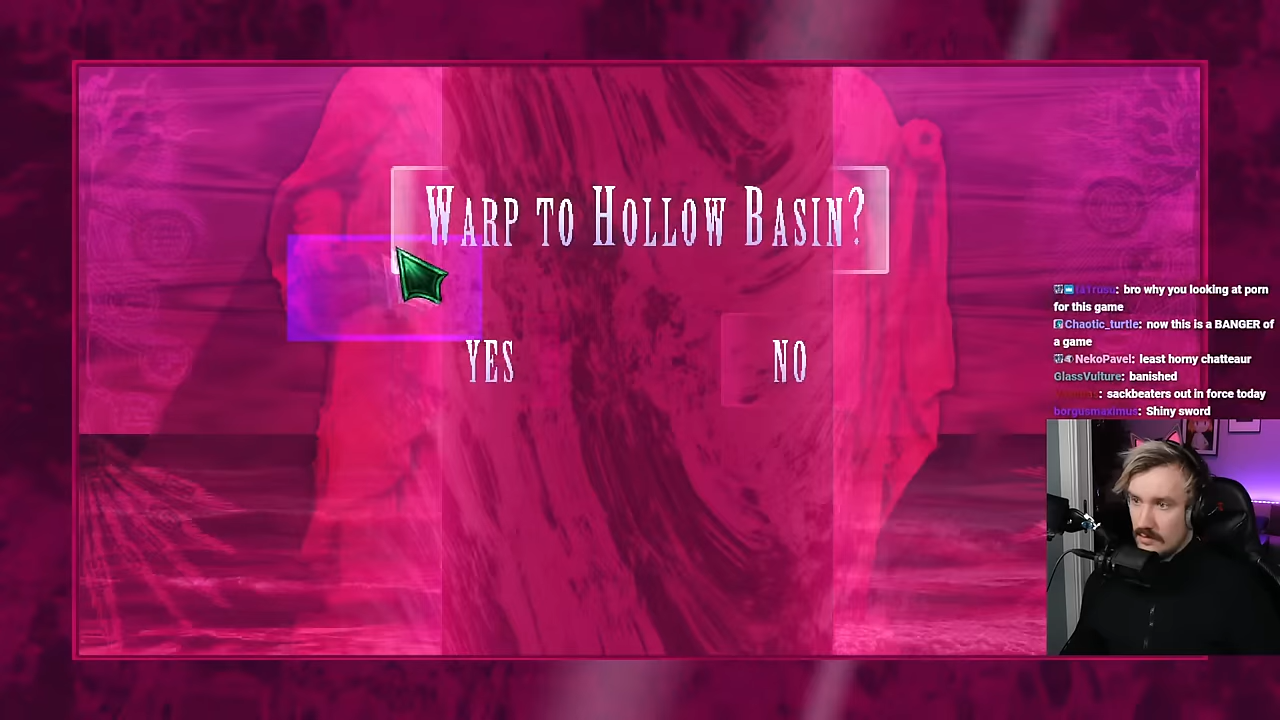 WARP TO HOLLOW BASIN?
YES
NO
la1rusu: bro why you looking at porn
for this game
Chaotic_turtle: now this is a BANGER of
a game
NekoPavel: least horny chatteaur
GlassVulture: banished
: sackbeaters out in force today
borgusmaximus: Shiny sword